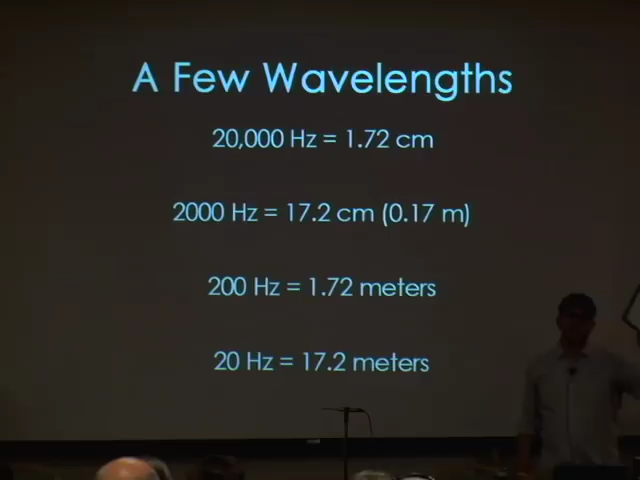 A Few Wavelengths
20,000 Hz = 1.72 cm
2000 Hz = 17.2 cm (0.17 m)
200 Hz = 1.72 meters
20 Hz = 17.2 meters